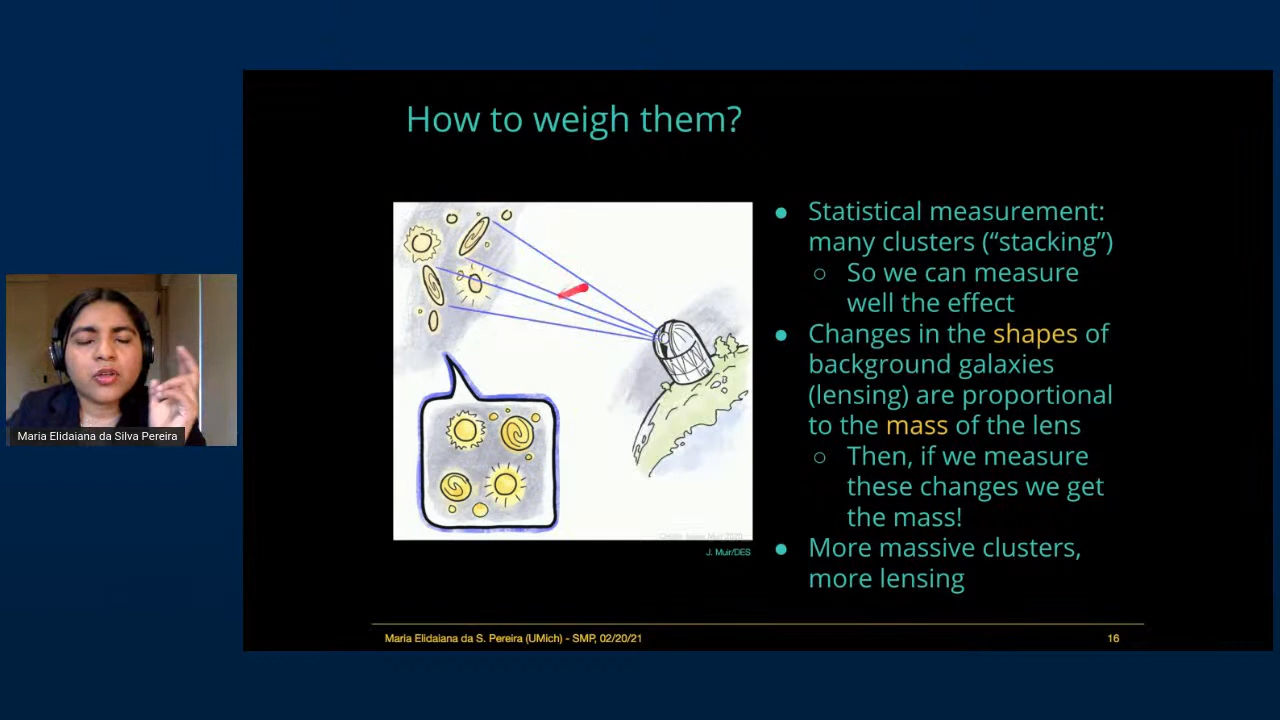 How to weigh them?
● Statistical measurement:
many clusters (“stacking”)
○ So we can measure
well the effect
● Changes in the shapes of
background galaxies
(lensing) are proportional
to the mass of the lens
○ Then, if we measure
these changes we get
the mass!
● More massive clusters,
more lensing
J. Muir/DES
Maria Elidaiana da Silva Pereira
Maria Elidaiana da S. Pereira (UMich) - SMP, 02/20/21
16